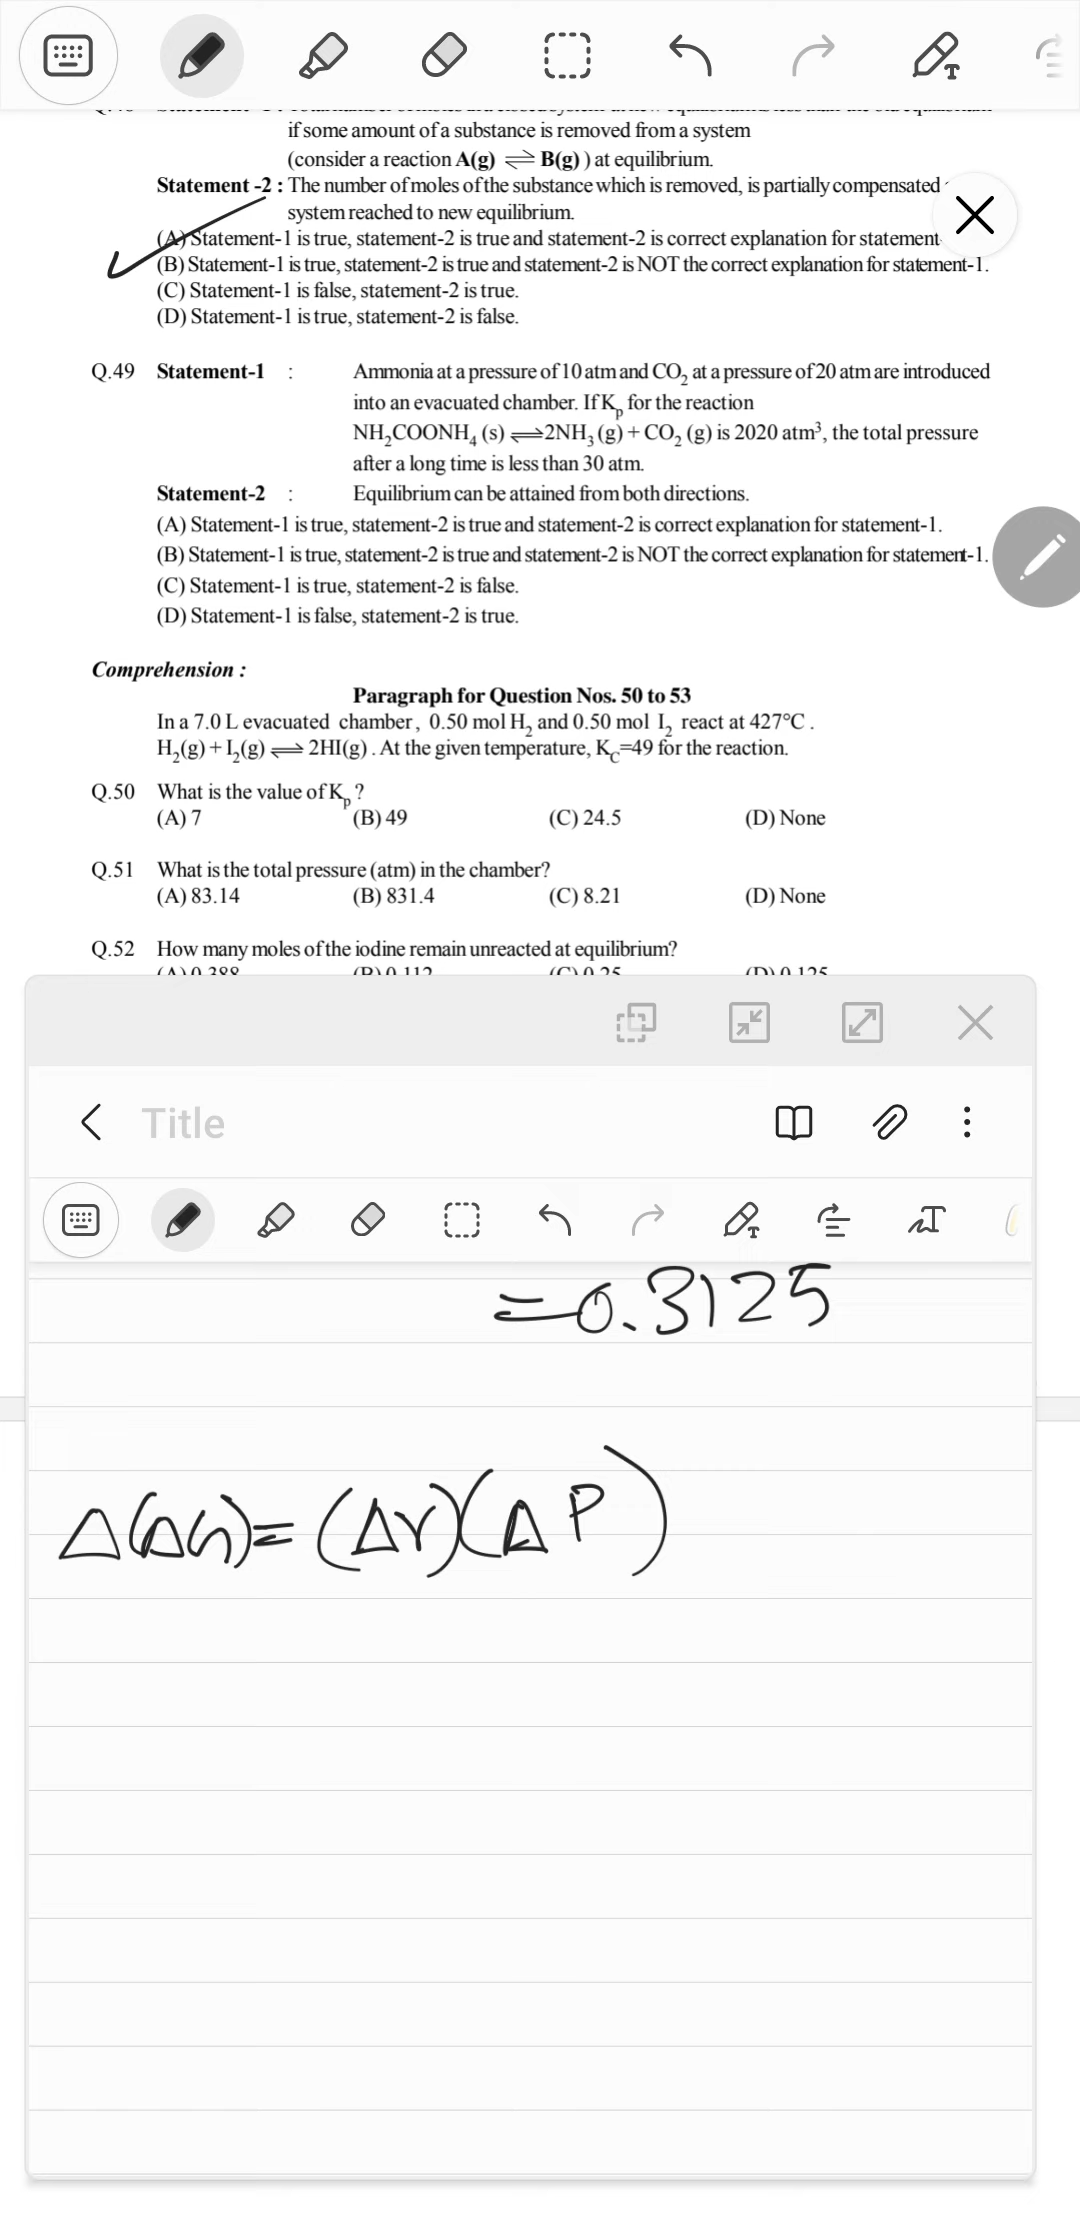 if some amount of a substance is removed from a system
(consider a reaction A(g) ⇌ B(g) ) at equilibrium.
Statement -2 : The number of moles of the substance which is removed, is partially compensated
system reached to new equilibrium.
(A) Statement-1 is true, statement-2 is true and statement-2 is correct explanation for statement-
(B) Statement-1 is true, statement-2 is true and statement-2 is NOT the correct explanation for statement-1.
(C) Statement-1 is false, statement-2 is true.
(D) Statement-1 is true, statement-2 is false.
Q.49 Statement-1 : Ammonia at a pressure of 10 atm and CO₂ at a pressure of 20 atm are introduced
into an evacuated chamber. If Kₚ for the reaction
NH₂COONH₄ (s) ⇌ 2NH₃ (g) + CO₂ (g) is 2020 atm³, the total pressure
after a long time is less than 30 atm.
Statement-2 : Equilibrium can be attained from both directions.
(A) Statement-1 is true, statement-2 is true and statement-2 is correct explanation for statement-1.
(B) Statement-1 is true, statement-2 is true and statement-2 is NOT the correct explanation for statement-1.
(C) Statement-1 is true, statement-2 is false.
(D) Statement-1 is false, statement-2 is true.
Comprehension :
Paragraph for Question Nos. 50 to 53
In a 7.0 L evacuated chamber, 0.50 mol H₂ and 0.50 mol I₂ react at 427°C .
H₂(g) + I₂(g) ⇌ 2HI(g) . At the given temperature, K_C=49 for the reaction.
Q.50 What is the value of Kₚ ?
(A) 7 (B) 49 (C) 24.5 (D) None
Q.51 What is the total pressure (atm) in the chamber?
(A) 83.14 (B) 831.4 (C) 8.21 (D) None
Q.52 How many moles of the iodine remain unreacted at equilibrium?
(A) 0.388 (B) 0.112 (C) 0.25 (D) 0.125
Title
=0.3125
Δ(ΔG)=(Δr)(ΔP)